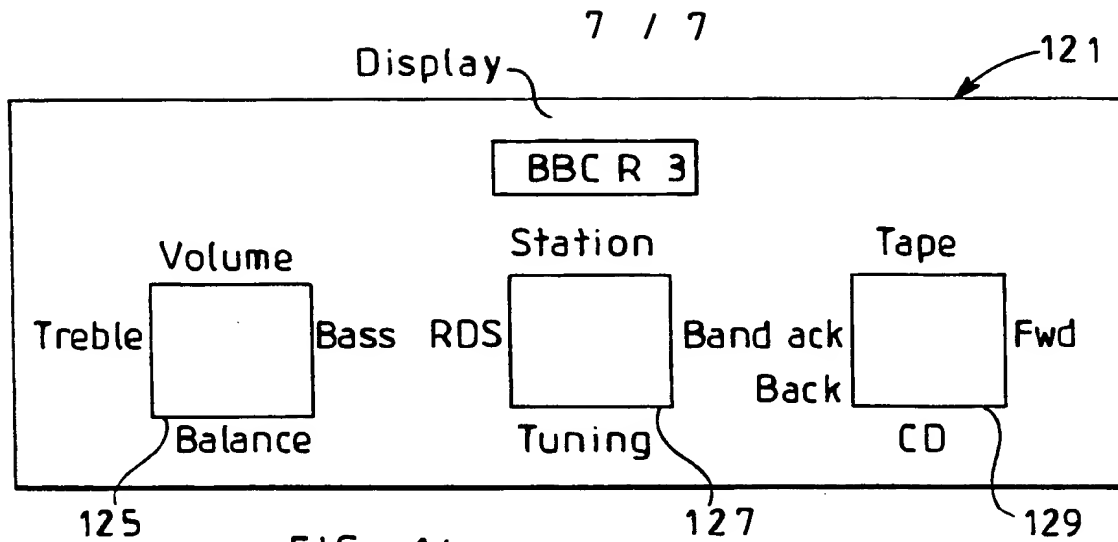 7 / 7
Display
121
BBC R 3
Volume
Station
Tape
Treble
Bass
RDS
Band ack
Fwd
Back
Balance
Tuning
CD
125
127
129